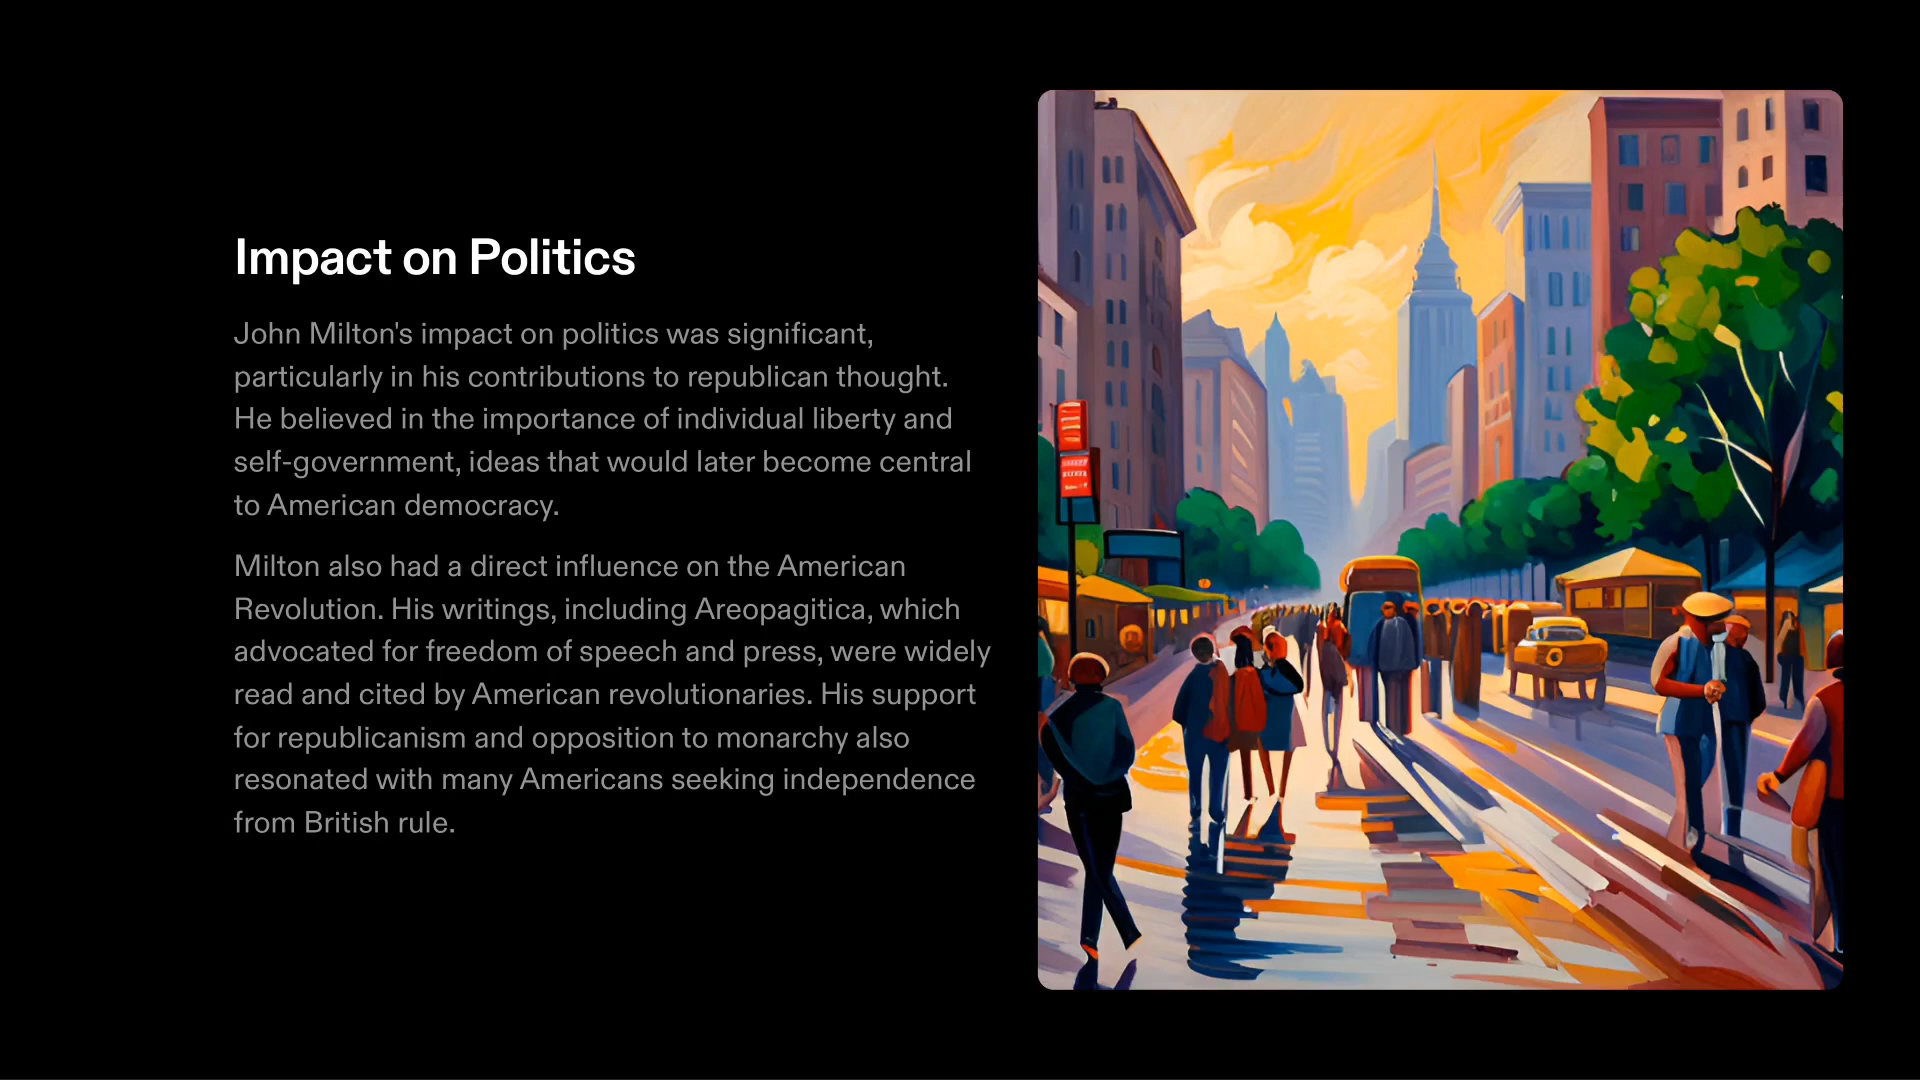 Impact on Politics
John Milton's impact on politics was significant,
particularly in his contributions to republican thought.
He believed in the importance of individual liberty and
self-government, ideas that would later become central
to American democracy.
Milton also had a direct influence on the American
Revolution. His writings, including Areopagitica, which
advocated for freedom of speech and press, were widely
read and cited by American revolutionaries. His support
for republicanism and opposition to monarchy also
resonated with many Americans seeking independence
from British rule.